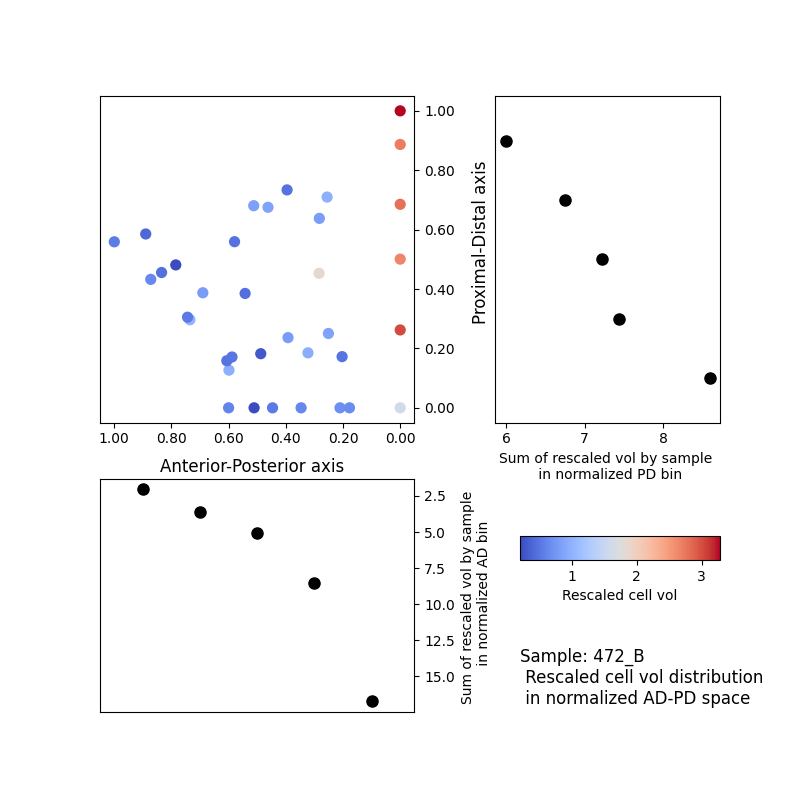 1.00
0.80
0.60
0.40
0.20
0.00
1.00 0.80 0.60 0.40 0.20 0.00
Anterior-Posterior axis
Proximal-Distal axis
6 7 8
Sum of rescaled vol by sample
in normalized PD bin
2.5
5.0
7.5
10.0
12.5
15.0
Sum of rescaled vol by sample
in normalized AD bin
1 2 3
Rescaled cell vol
Sample: 472_B
Rescaled cell vol distribution
in normalized AD-PD space